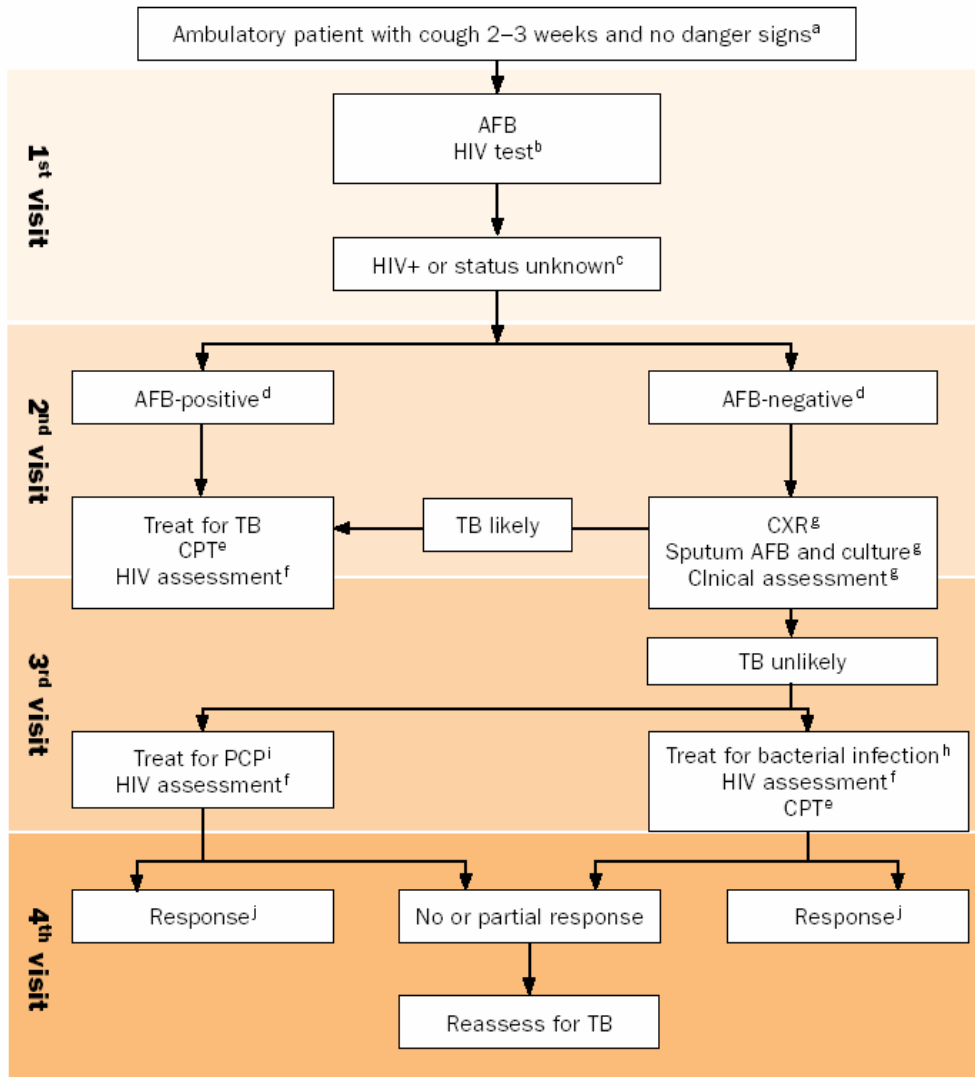 Ambulatory patient with cough 2–3 weeks and no danger signsᵃ
1ˢᵗ visit
AFB
HIV testᵇ
HIV+ or status unknownᶜ
2ⁿᵈ visit
AFB-positiveᵈ
AFB-negativeᵈ
Treat for TB
CPTᵉ
HIV assessmentᶠ
TB likely
CXRᵍ
Sputum AFB and cultureᵍ
Clnical assessmentᵍ
3ʳᵈ visit
TB unlikely
Treat for PCPⁱ
HIV assessmentᶠ
Treat for bacterial infectionʰ
HIV assessmentᶠ
CPTᵉ
4ᵗʰ visit
Responseʲ
No or partial response
Responseʲ
Reassess for TB